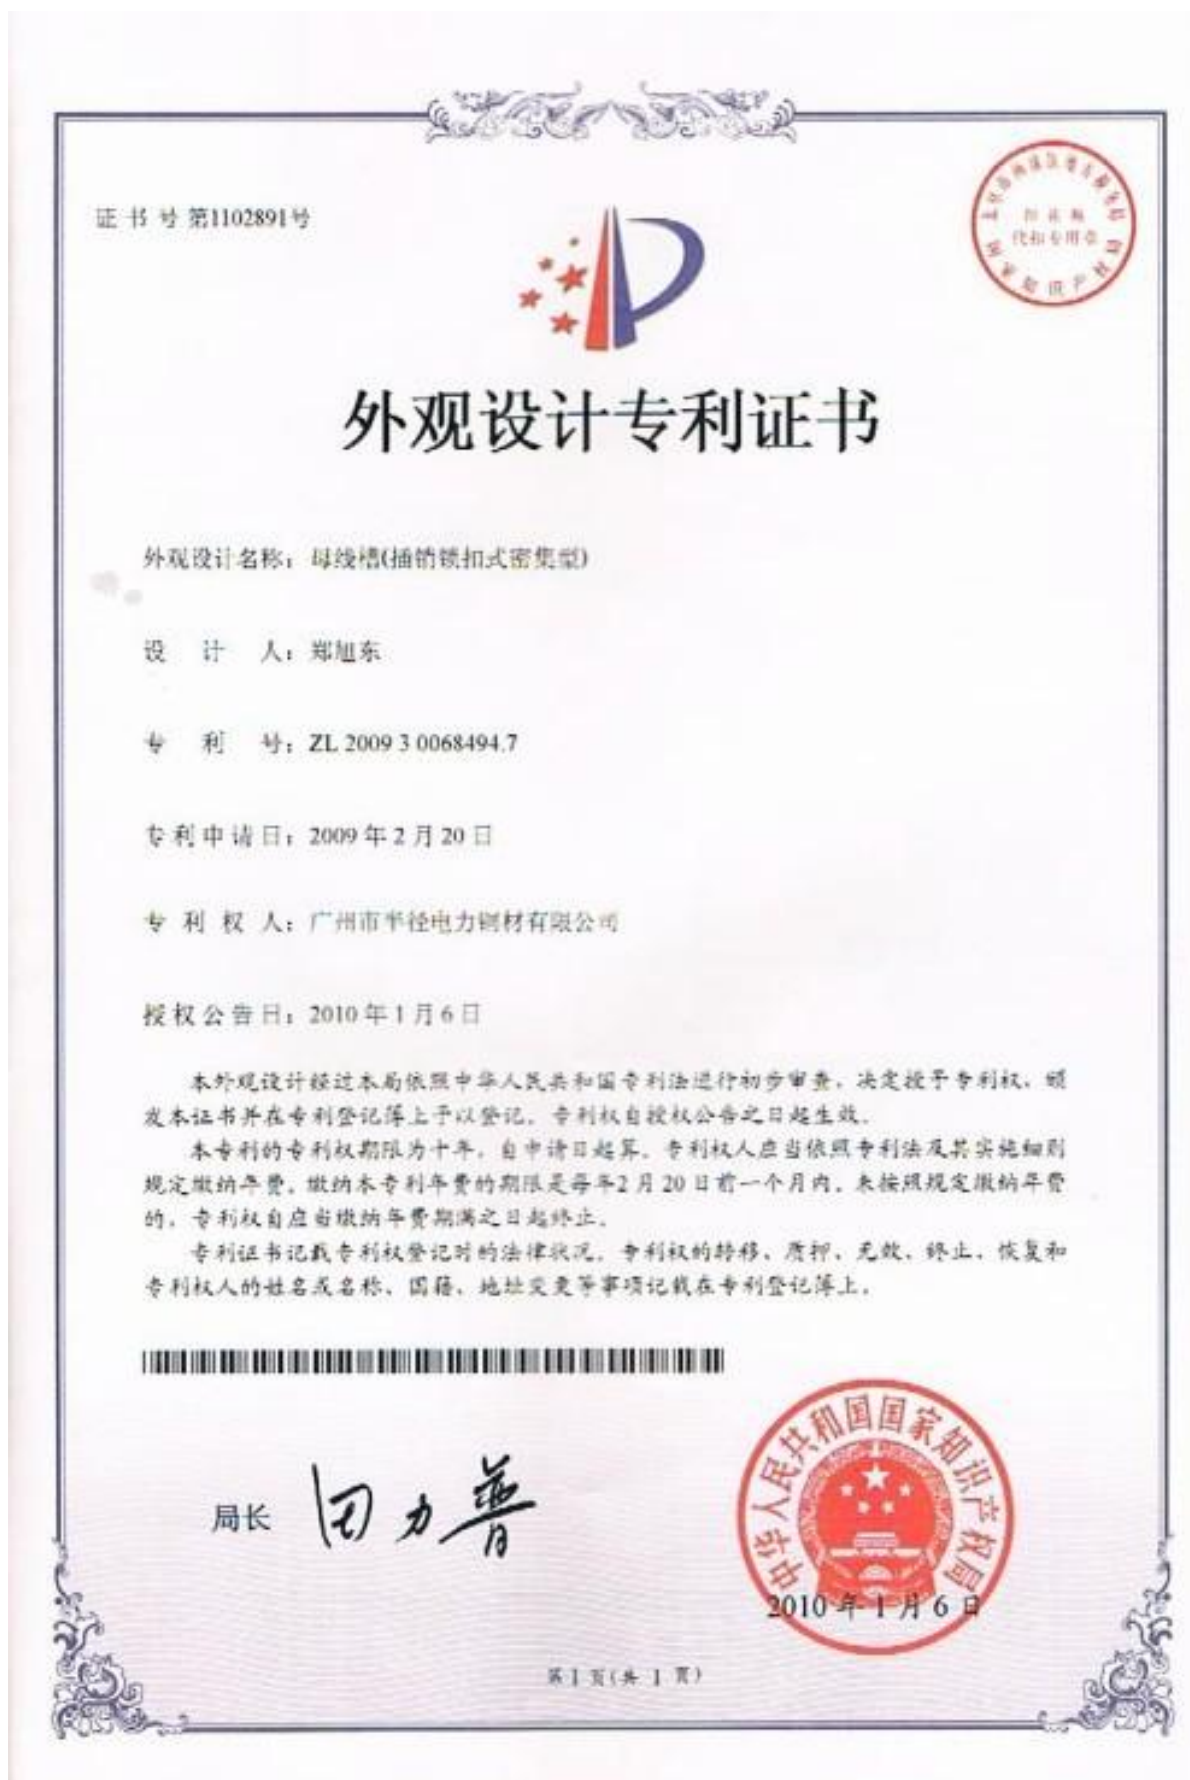 证书号第1102891号
印花税
代扣专用章
外观设计专利证书
外观设计名称：母线槽(插销锁扣式密集型)
设计人：郑旭东
专利号：ZL 2009 3 0068494.7
专利申请日：2009年2月20日
专利权人：广州市半径电力铜材有限公司
授权公告日：2010年1月6日
本外观设计经过本局依照中华人民共和国专利法进行初步审查，决定授予专利权，颁
发本证书并在专利登记簿上予以登记。专利权自授权公告之日起生效。
本专利的专利权期限为十年，自申请日起算。专利权人应当依照专利法及其实施细则
规定缴纳年费。缴纳本专利年费的期限是每年2月20日前一个月内。未按照规定缴纳年费
的，专利权自应当缴纳年费期满之日起终止。
专利证书记载专利权登记时的法律状况。专利权的转移、质押、无效、终止、恢复和
专利权人的姓名或名称、国籍、地址变更等事项记载在专利登记簿上。
局长 田力普
中华人民共和国国家知识产权局
2010年1月6日
第1页(共1页)